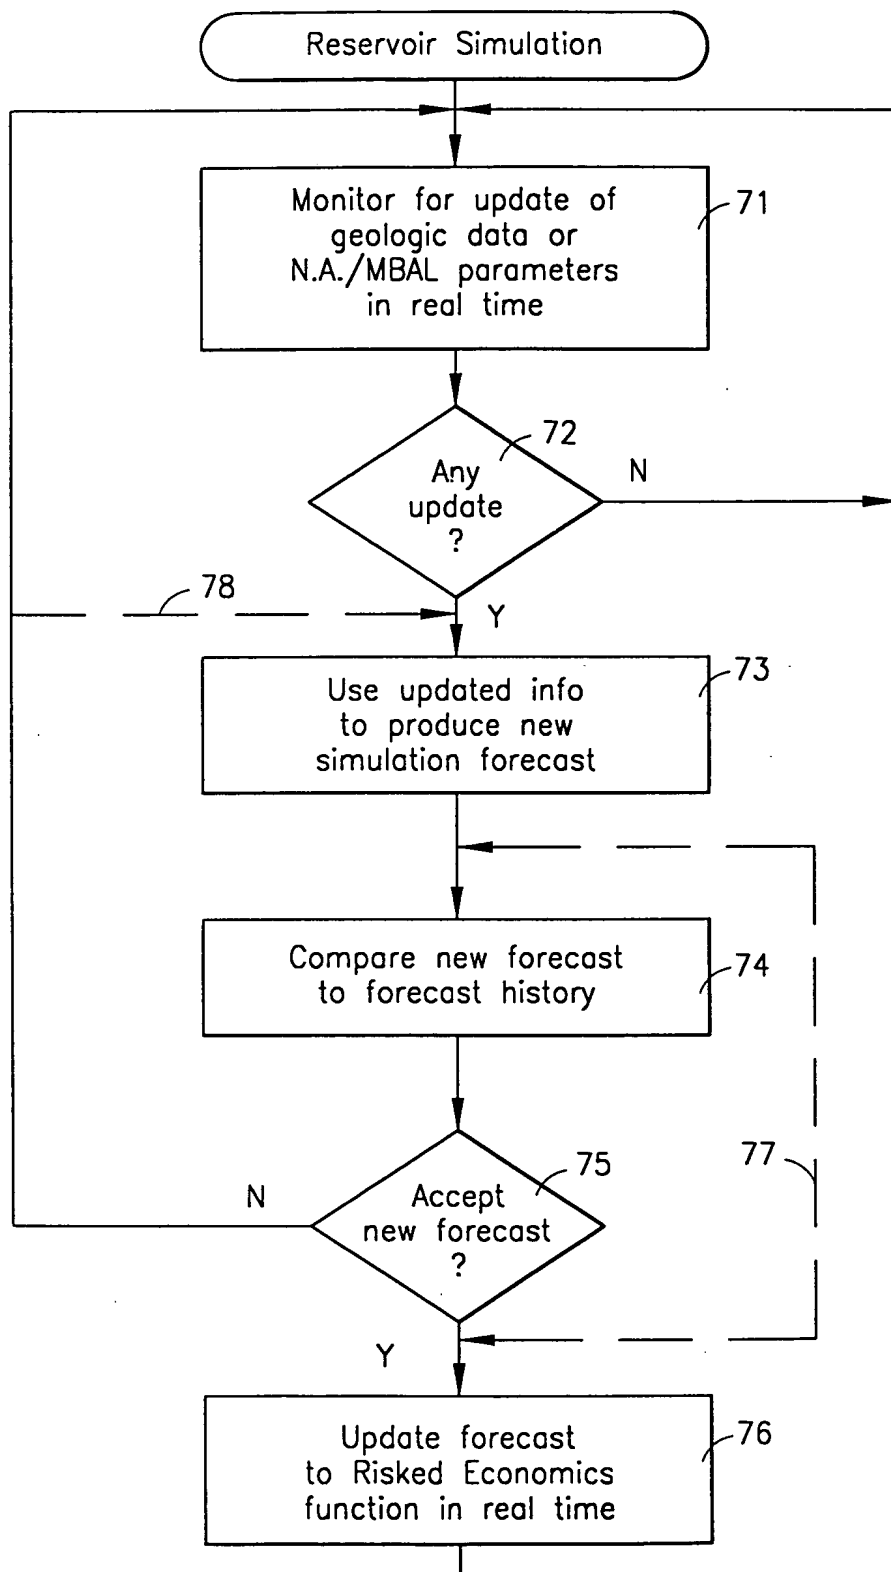 Reservoir Simulation
Monitor for update of
geologic data or
N.A./MBAL parameters
in real time
71
72
Any
update
?
N
78
Y
73
Use updated info
to produce new
simulation forecast
Compare new forecast
to forecast history
74
77
75
N
Accept
new forecast
?
Y
76
Update forecast
to Risked Economics
function in real time